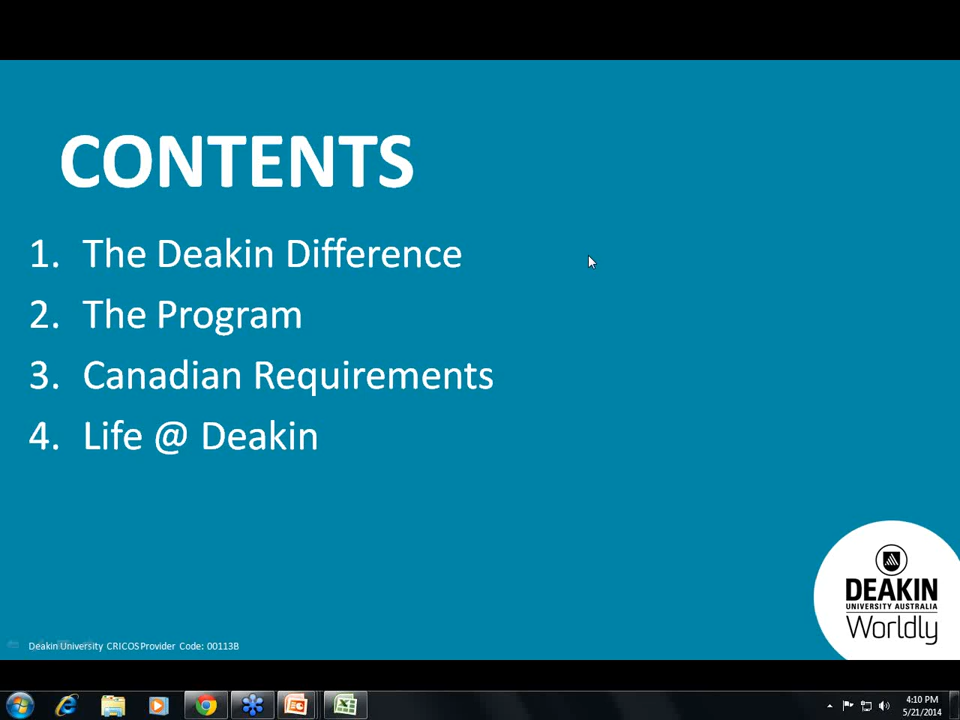 CONTENTS
1. The Deakin Difference
2. The Program
3. Canadian Requirements
4. Life @ Deakin
DEAKIN
UNIVERSITY AUSTRALIA
Worldly
Deakin University CRICOS Provider Code: 00113B
4:10 PM
5/21/2014